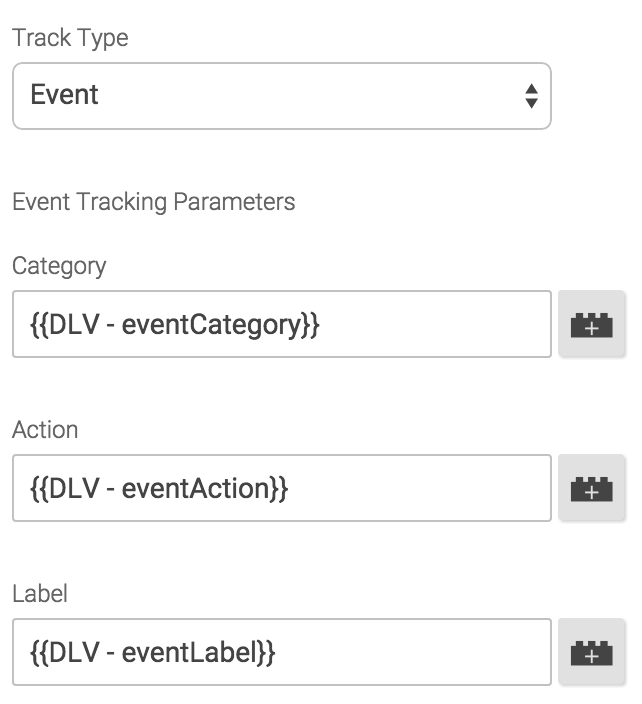 Track Type
Event
Event Tracking Parameters
Category
{{DLV - eventCategory}}
Action
{{DLV - eventAction}}
Label
{{DLV - eventLabel}}